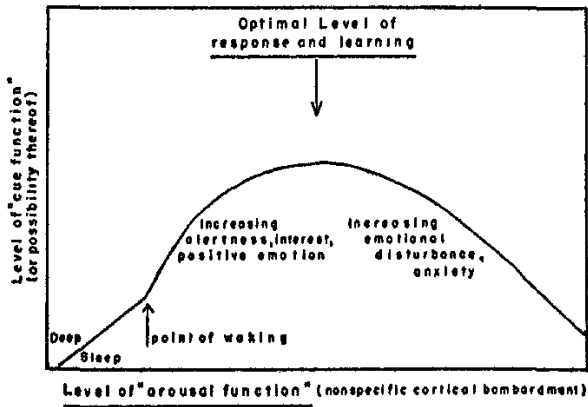 Optimal Level of
response and learning
Level of "cue function"
(or possibility thereof)
Increasing
alertness, interest,
positive emotion
Increasing
emotional
disturbance,
anxiety
Deep
Sleep
point of waking
Level of "arousal function" (nonspecific cortical bombardment)